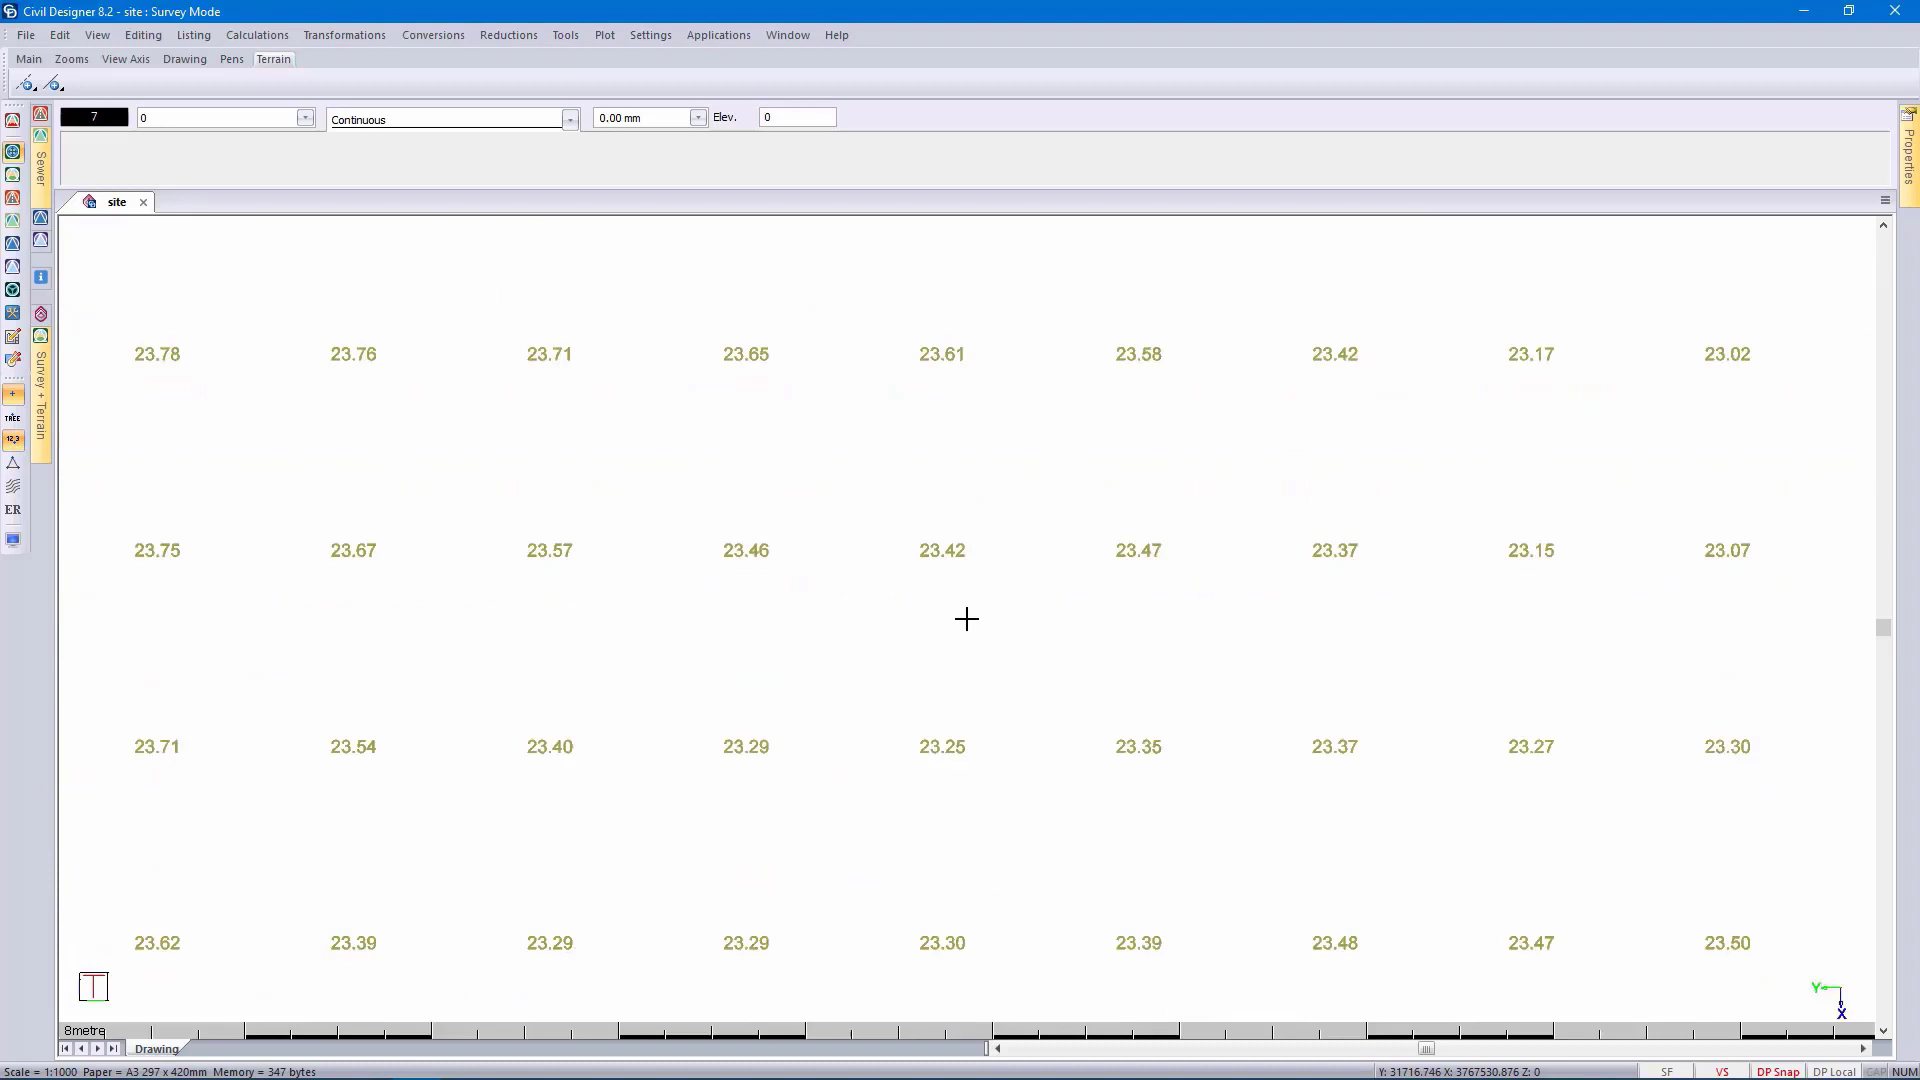 Civil Designer 8.2 - site : Survey Mode
File Edit View Editing Listing Calculations Transformations Conversions Reductions Tools Plot Settings Applications Window Help
Main Zooms View Axis Drawing Pens Terrain
7 0 Continuous 0.00 mm Elev. 0
Properties
Sewer
site
Survey + Terrain
TREE
12.3
ER
23.78 23.76 23.71 23.65 23.61 23.58 23.42 23.17 23.02
23.75 23.67 23.57 23.46 23.42 23.47 23.37 23.15 23.07
23.71 23.54 23.40 23.29 23.25 23.35 23.37 23.27 23.30
23.62 23.39 23.29 23.29 23.30 23.39 23.48 23.47 23.50
T
Y
X
8metre
Drawing
Scale = 1:1000 Paper = A3 297 x 420mm Memory = 347 bytes Y: 31716.746 X: 3767530.876 Z: 0 SF VS DP Snap DP Local CAP NUM